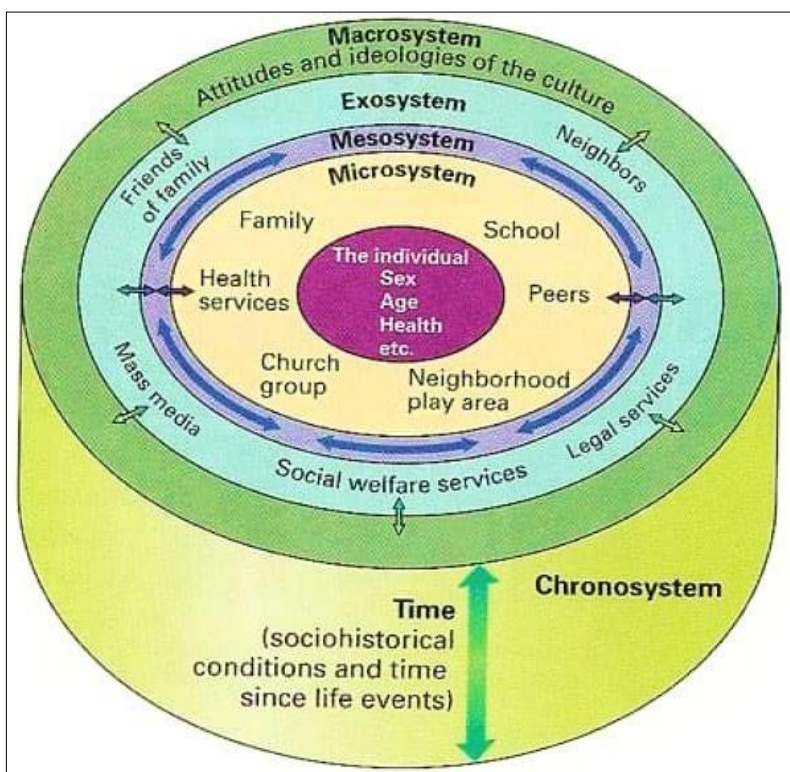 Macrosystem
Attitudes and ideologies of the culture
Exosystem
Mesosystem
Microsystem
Friends
of family
Neighbors
Family
School
The individual
Sex
Age
Health
etc.
Health
services
Peers
Church
group
Neighborhood
play area
Mass media
Legal services
Social welfare services
Chronosystem
Time
(sociohistorical
conditions and time
since life events)